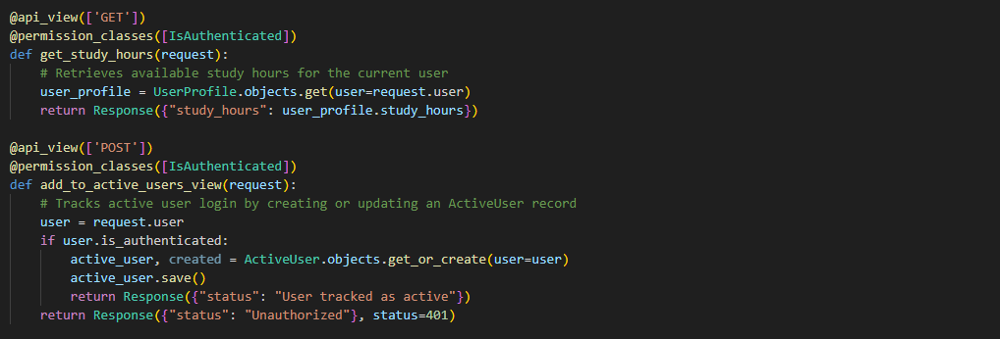 @api_view(['GET'])
@permission_classes([IsAuthenticated])
def get_study_hours(request):
    # Retrieves available study hours for the current user
    user_profile = UserProfile.objects.get(user=request.user)
    return Response({"study_hours": user_profile.study_hours})

@api_view(['POST'])
@permission_classes([IsAuthenticated])
def add_to_active_users_view(request):
    # Tracks active user login by creating or updating an ActiveUser record
    user = request.user
    if user.is_authenticated:
        active_user, created = ActiveUser.objects.get_or_create(user=user)
        active_user.save()
        return Response({"status": "User tracked as active"})
    return Response({"status": "Unauthorized"}, status=401)